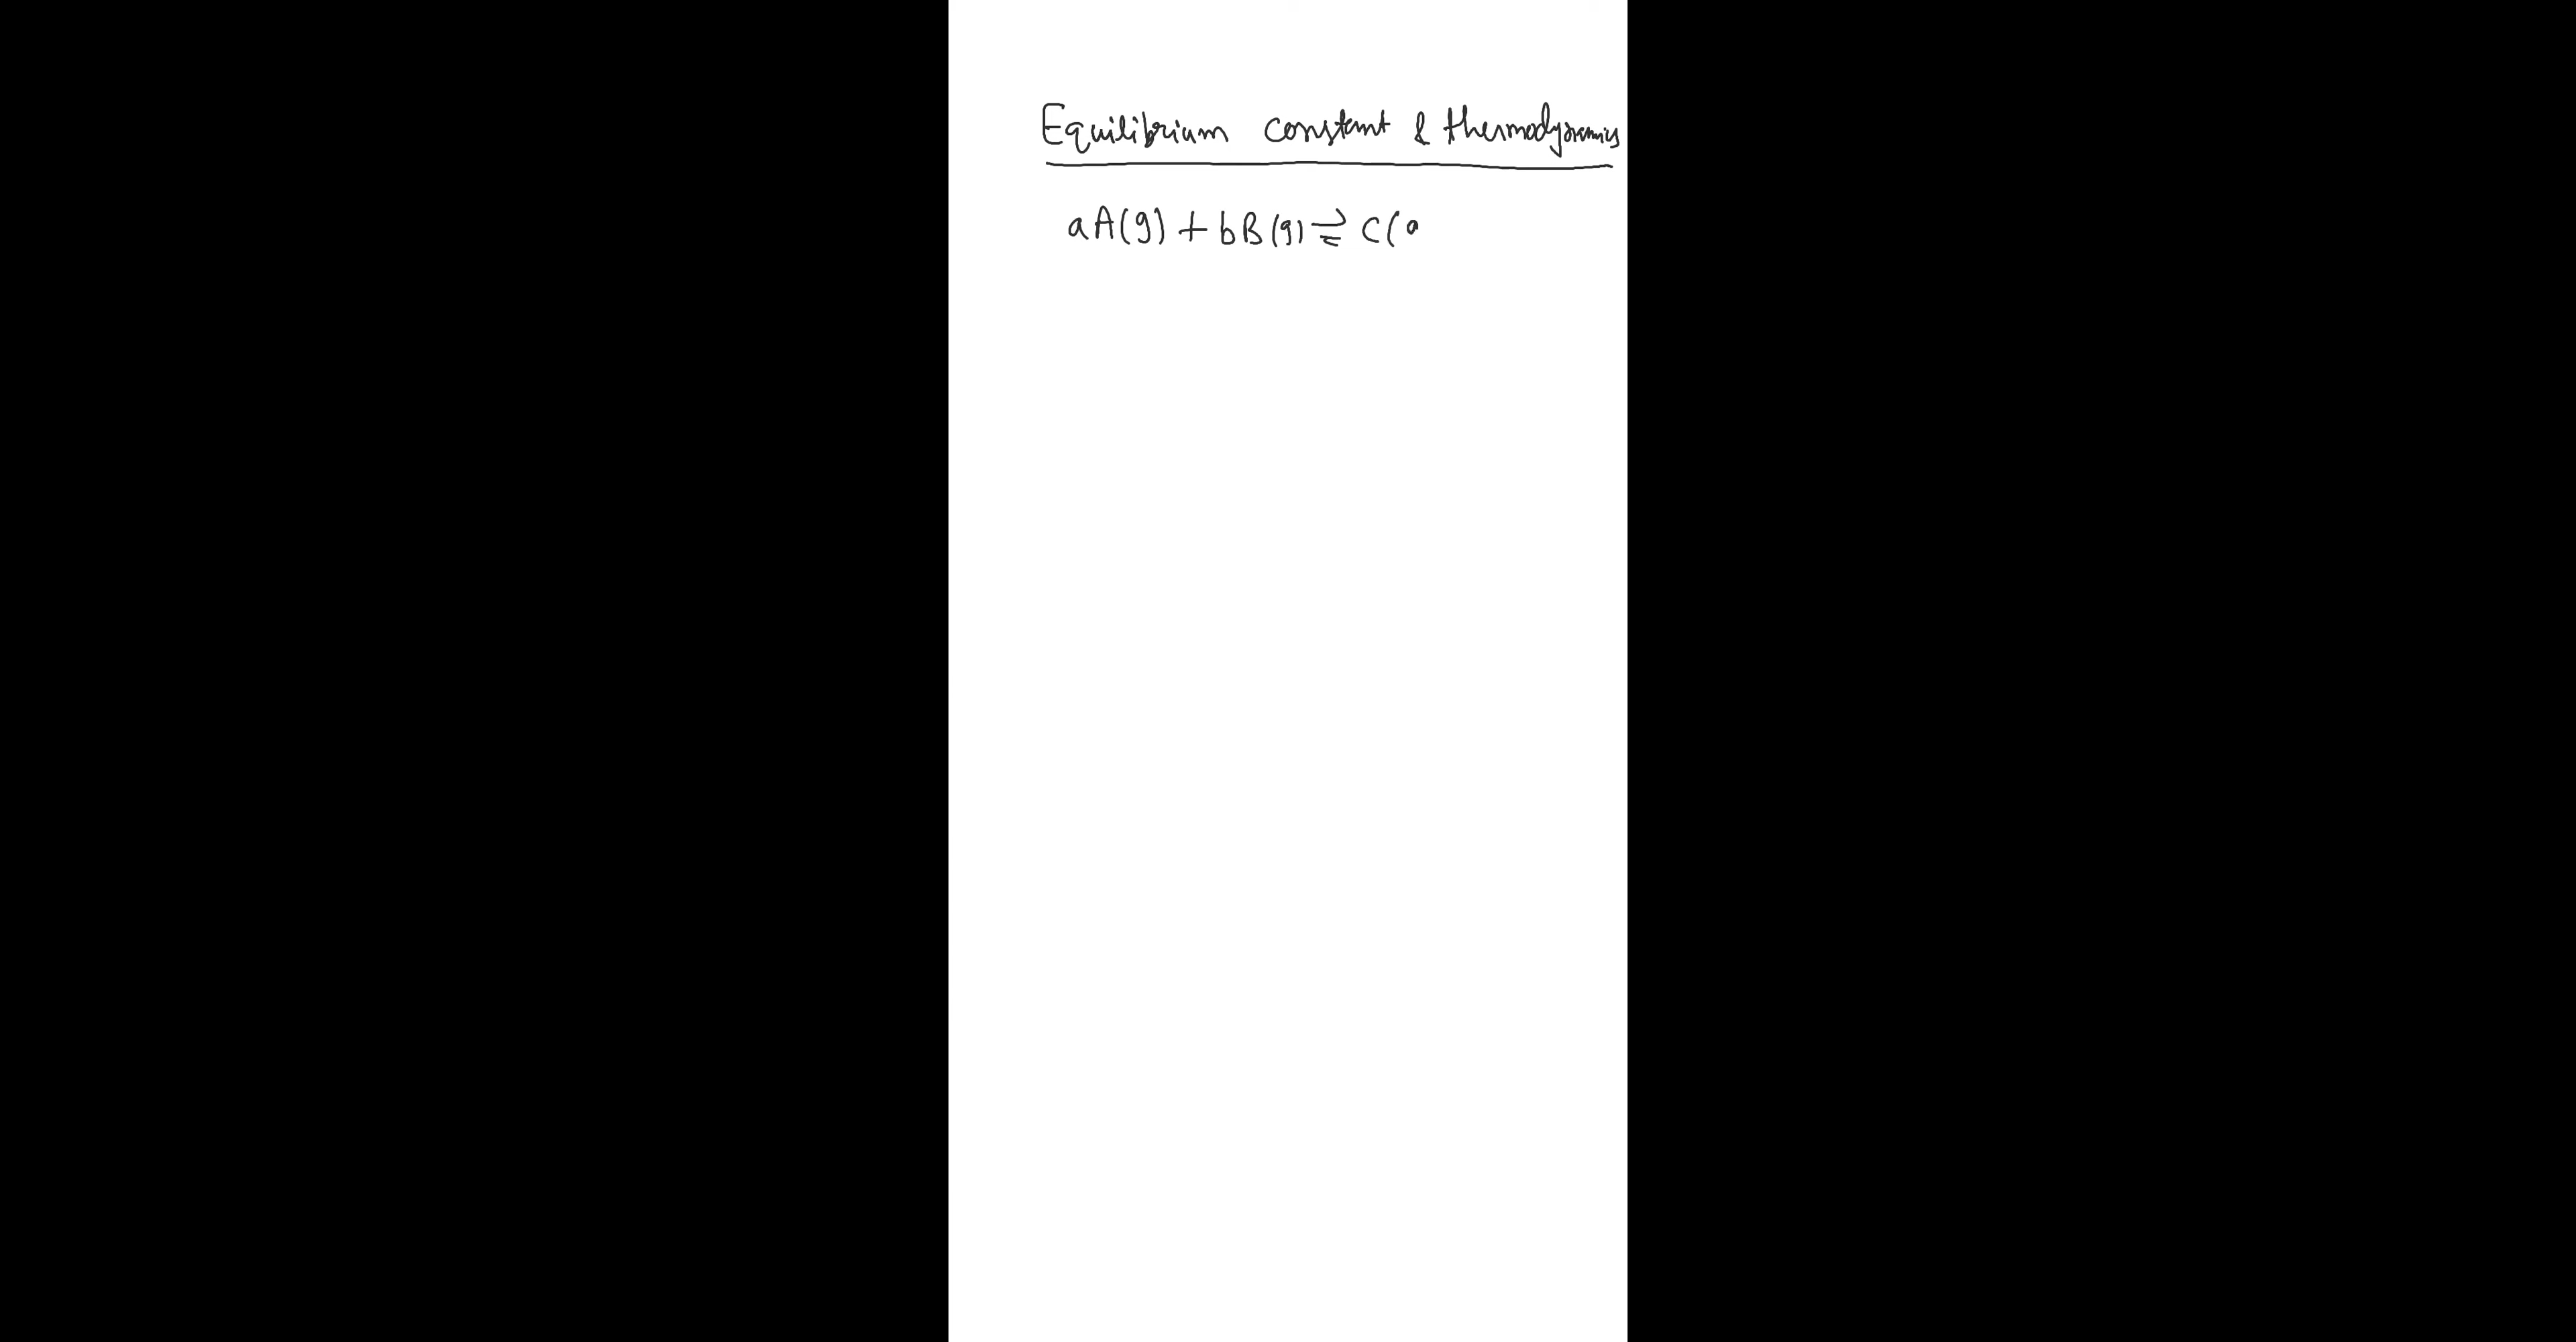 Equilibrium constant & thermodynamics
aA(g) + bB(g) ⇌ C(